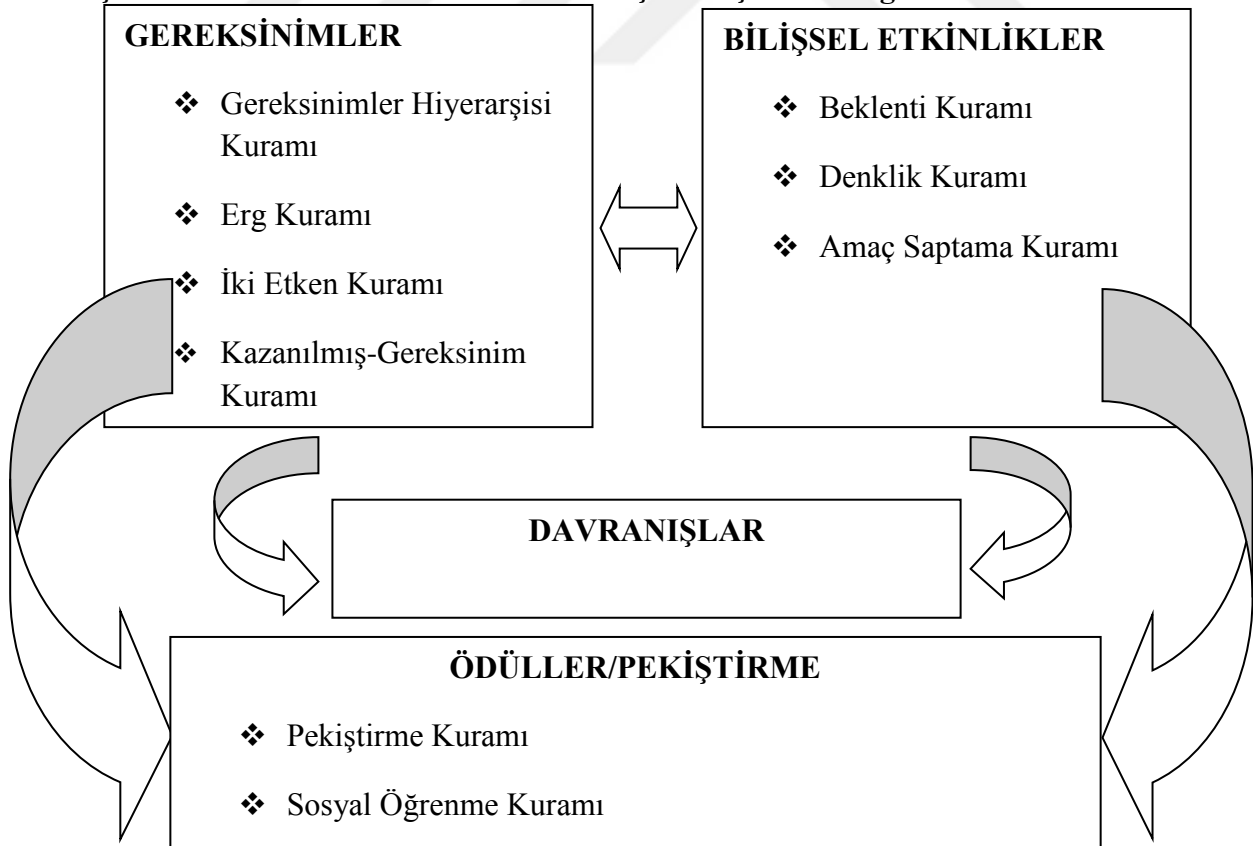 GEREKSİNİMLER
❖ Gereksinimler Hiyerarşisi
Kuramı
❖ Erg Kuramı
❖ İki Etken Kuramı
❖ Kazanılmış-Gereksinim
Kuramı
BİLİŞSEL ETKİNLİKLER
❖ Beklenti Kuramı
❖ Denklik Kuramı
❖ Amaç Saptama Kuramı
DAVRANIŞLAR
ÖDÜLLER/PEKİŞTİRME
❖ Pekiştirme Kuramı
❖ Sosyal Öğrenme Kuramı